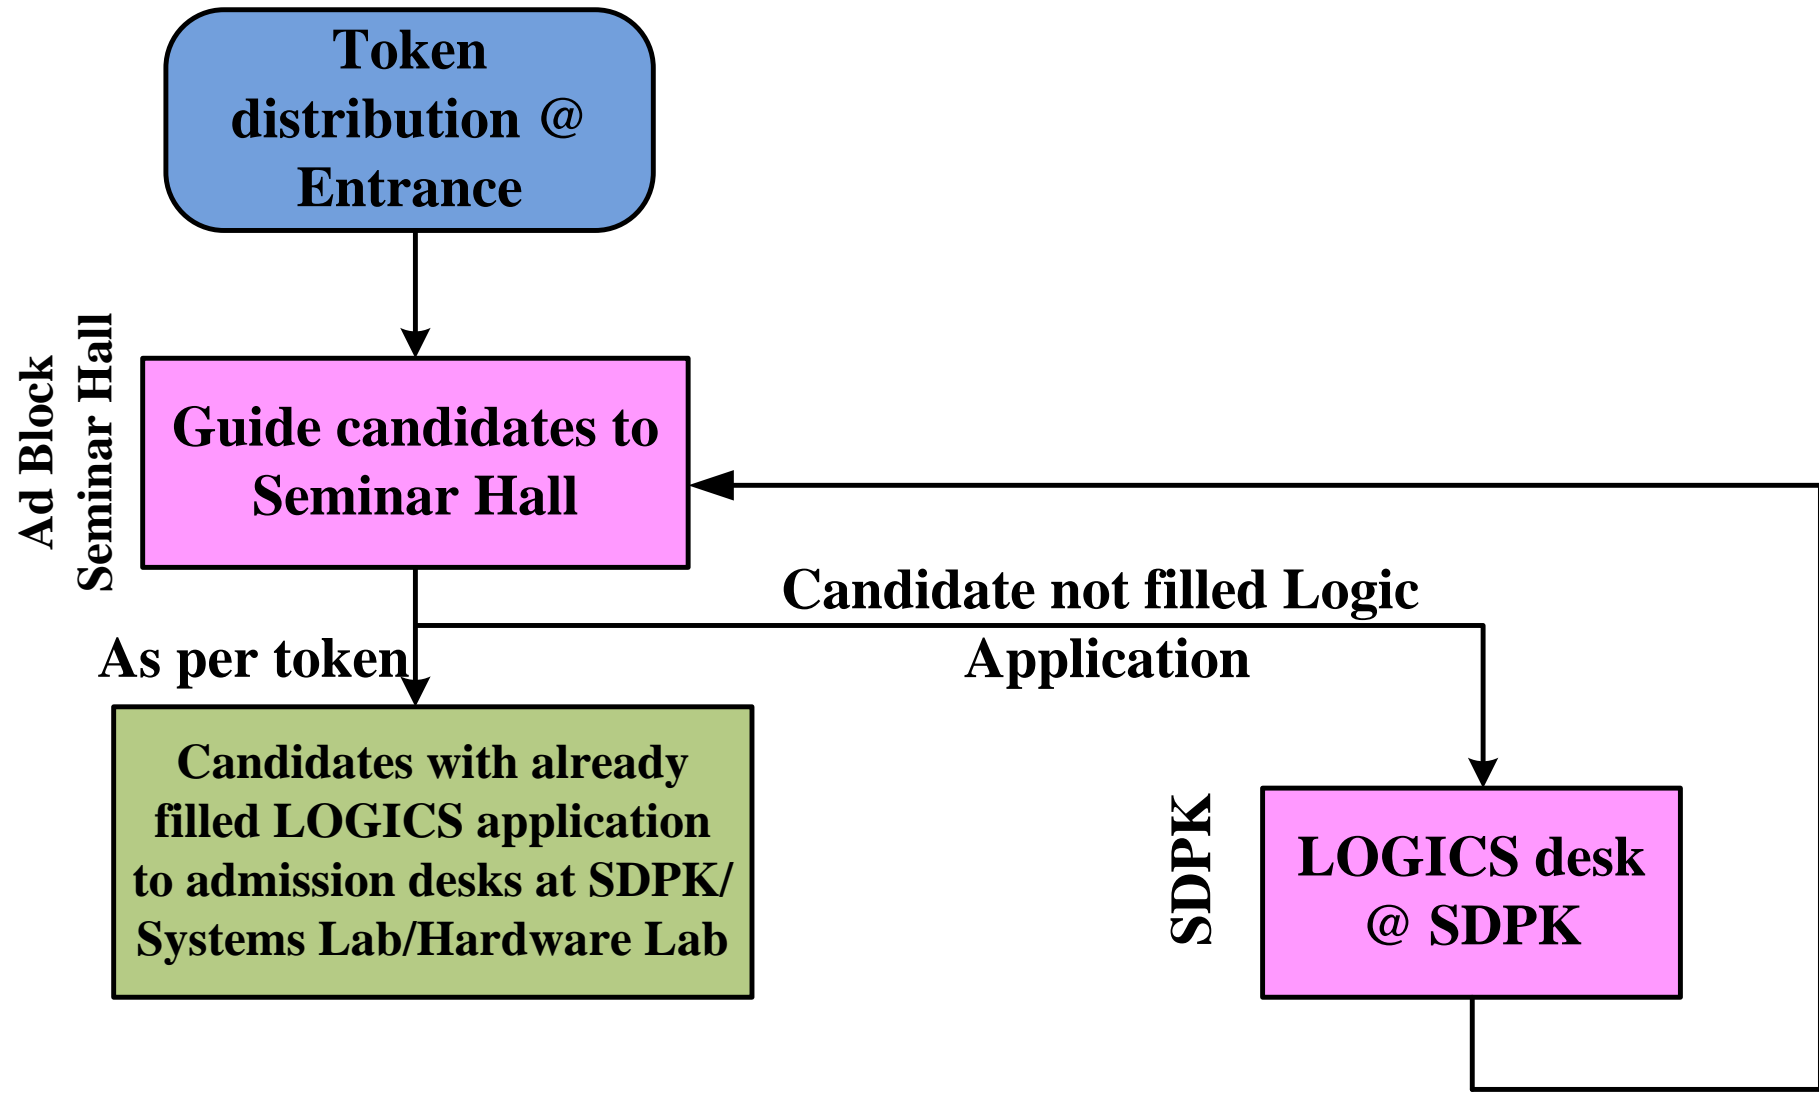 Token
distribution @
Entrance
Ad Block
Seminar Hall
Guide candidates to
Seminar Hall
Candidate not filled Logic
Application
As per token
Candidates with already
filled LOGICS application
to admission desks at SDPK/
Systems Lab/Hardware Lab
SDPK
LOGICS desk
@ SDPK